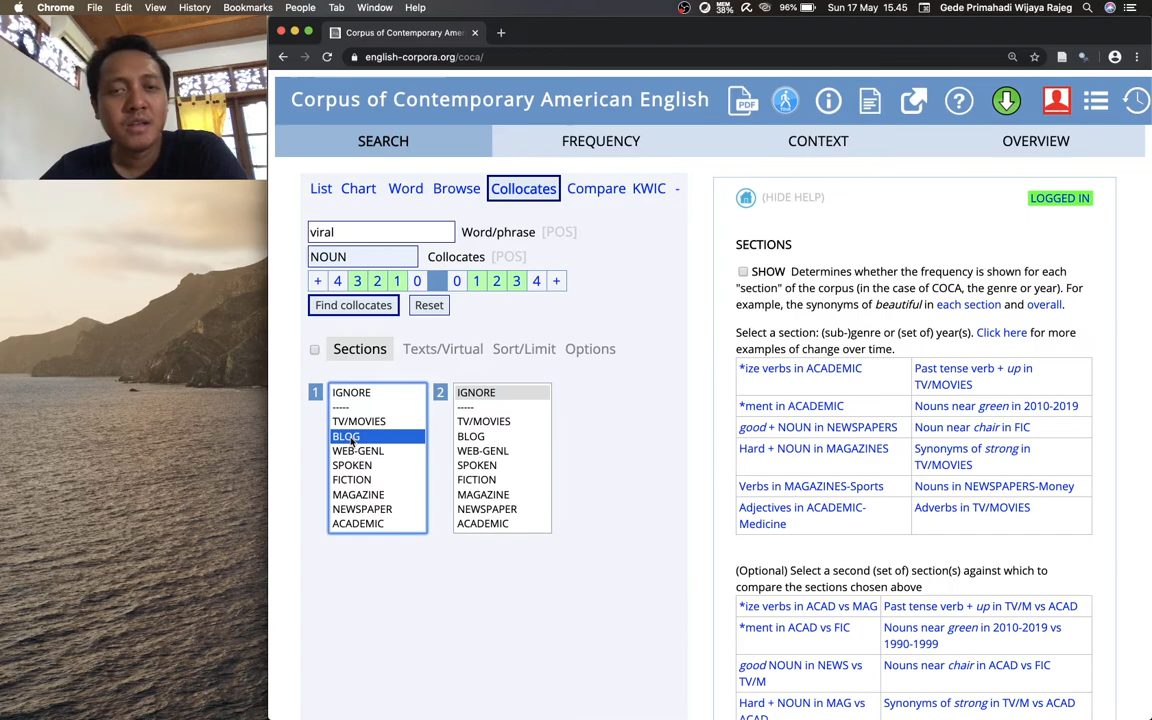 Chrome File Edit View History Bookmarks People Tab Window Help MEM 38% 96% Sun 17 May 15.45 Gede Primahadi Wijaya Rajeg
Corpus of Contemporary Ame
english-corpora.org/coca/
Corpus of Contemporary American English PDF
SEARCH FREQUENCY CONTEXT OVERVIEW
List Chart Word Browse Collocates Compare KWIC -
viral Word/phrase [POS]
NOUN Collocates [POS]
+ 4 3 2 1 0 0 1 2 3 4 +
Find collocates Reset
Sections Texts/Virtual Sort/Limit Options
1 IGNORE
-----
TV/MOVIES
BLOG
WEB-GENL
SPOKEN
FICTION
MAGAZINE
NEWSPAPER
ACADEMIC
2 IGNORE
-----
TV/MOVIES
BLOG
WEB-GENL
SPOKEN
FICTION
MAGAZINE
NEWSPAPER
ACADEMIC
(HIDE HELP) LOGGED IN
SECTIONS
SHOW Determines whether the frequency is shown for each
"section" of the corpus (in the case of COCA, the genre or year). For
example, the synonyms of beautiful in each section and overall.
Select a section: (sub-)genre or (set of) year(s). Click here for more
examples of change over time.
*ize verbs in ACADEMIC
Past tense verb + up in
TV/MOVIES
*ment in ACADEMIC
Nouns near green in 2010-2019
good + NOUN in NEWSPAPERS
Noun near chair in FIC
Hard + NOUN in MAGAZINES
Synonyms of strong in
TV/MOVIES
Verbs in MAGAZINES-Sports
Nouns in NEWSPAPERS-Money
Adjectives in ACADEMIC-
Medicine
Adverbs in TV/MOVIES
(Optional) Select a second (set of) section(s) against which to
compare the sections chosen above
*ize verbs in ACAD vs MAG
Past tense verb + up in TV/M vs ACAD
*ment in ACAD vs FIC
Nouns near green in 2010-2019 vs
1990-1999
good NOUN in NEWS vs
TV/M
Nouns near chair in ACAD vs FIC
Hard + NOUN in MAG vs
ACAD
Synonyms of strong in TV/M vs ACAD